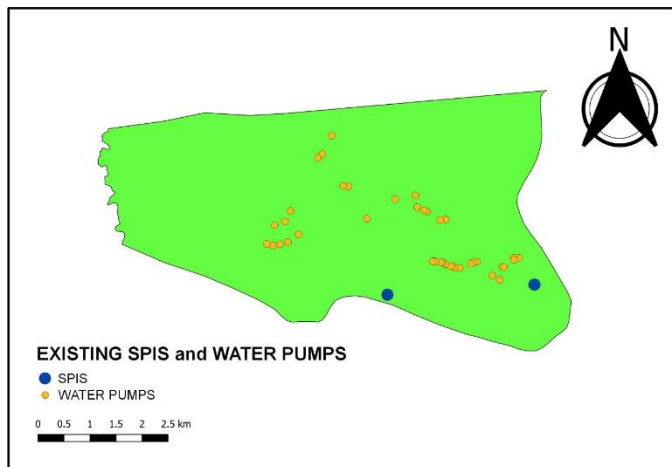 N
EXISTING SPIS and WATER PUMPS
SPIS
WATER PUMPS
0 0.5 1 1.5 2 2.5 km